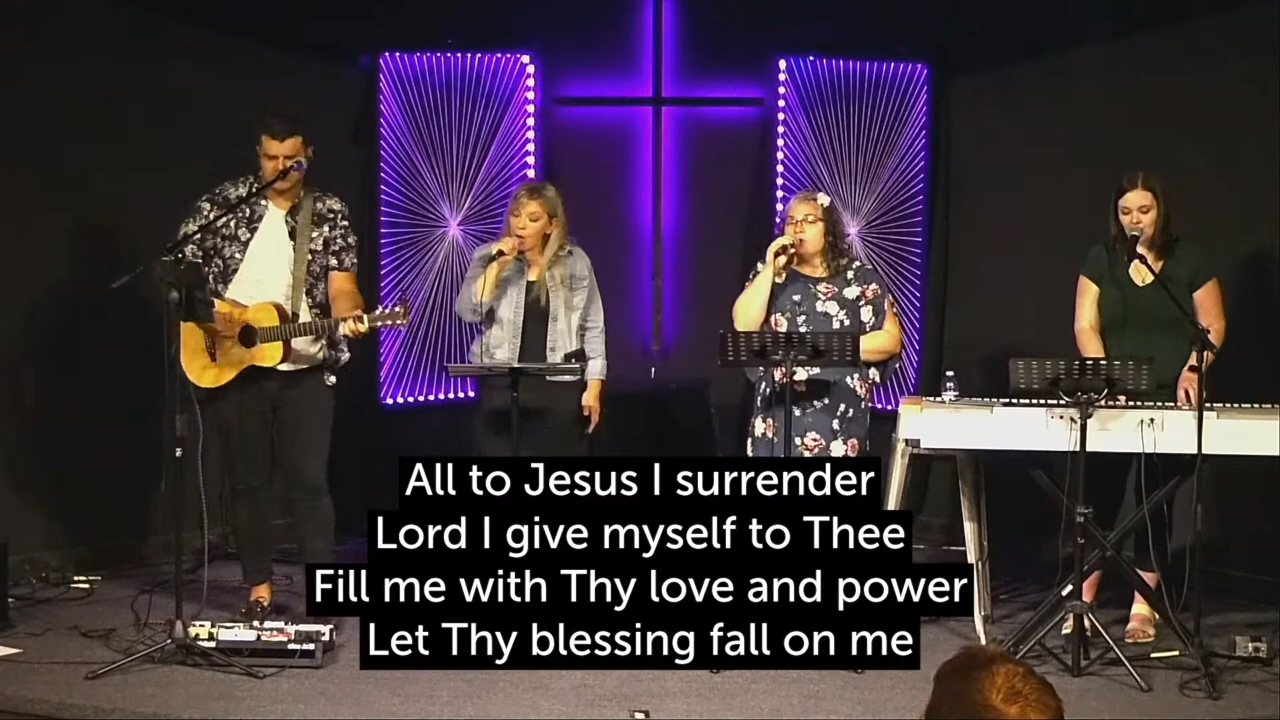 All to Jesus I surrender
Lord I give myself to Thee
Fill me with Thy love and power
Let Thy blessing fall on me